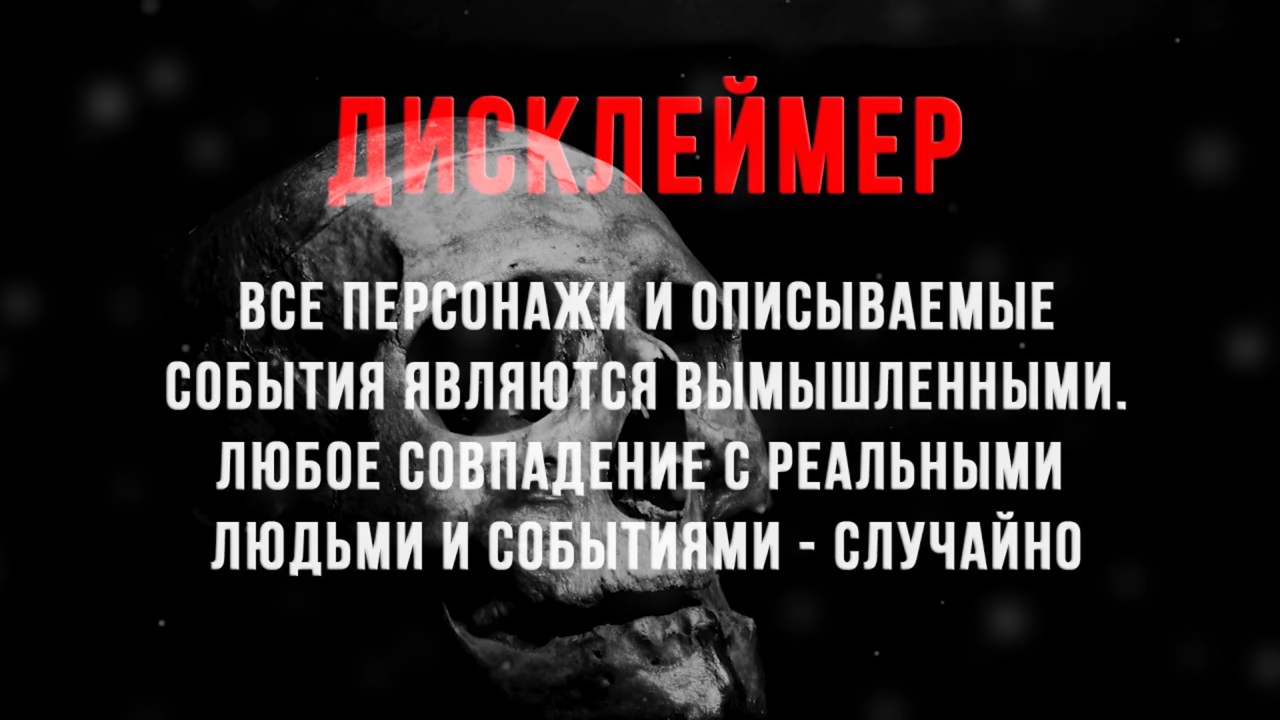 ДИСКЛЕЙМЕР
ВСЕ ПЕРСОНАЖИ И ОПИСЫВАЕМЫЕ
СОБЫТИЯ ЯВЛЯЮТСЯ ВЫМЫШЛЕННЫМИ.
ЛЮБОЕ СОВПАДЕНИЕ С РЕАЛЬНЫМИ
ЛЮДЬМИ И СОБЫТИЯМИ - СЛУЧАЙНО